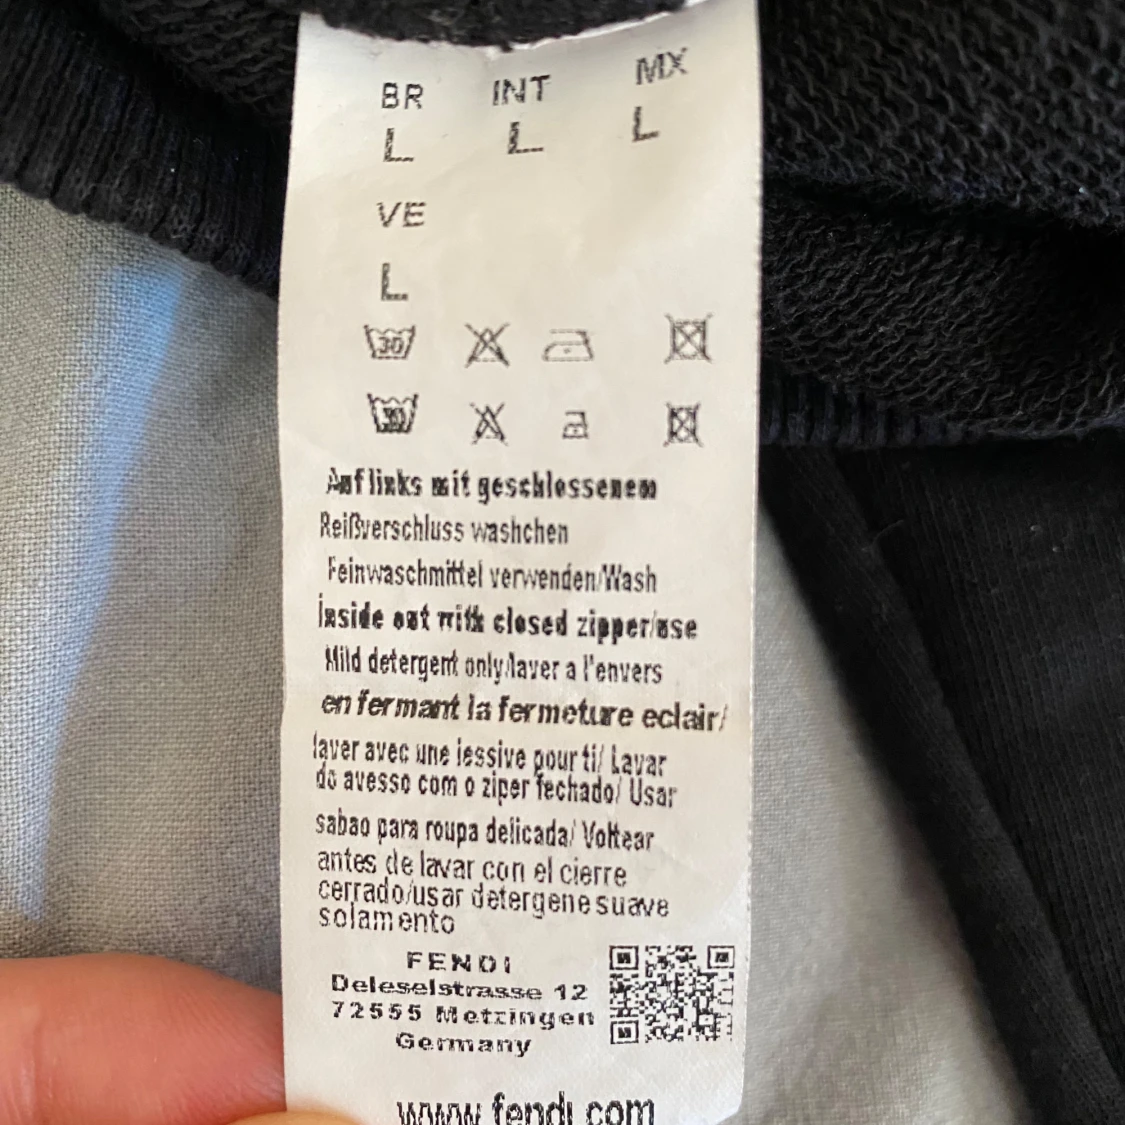 BR INT MX
L L L
VE
L
30
30
Auf links mit geschlossenem
Reißverschluss washchen
Feinwaschmittel verwenden/Wash
inside out with closed zipper/use
Mild detergent only/laver a l'envers
en fermant la fermeture eclair/
laver avec une lessive pour ti/ Lavar
do avesso com o ziper fechado/ Usar
sabao para roupa delicada/ Voltear
antes de lavar con el cierre
cerrado/usar detergene suave
solamento
FENDI
Deleselstrasse 12
72555 Metzingen
Germany
www.fendi.com